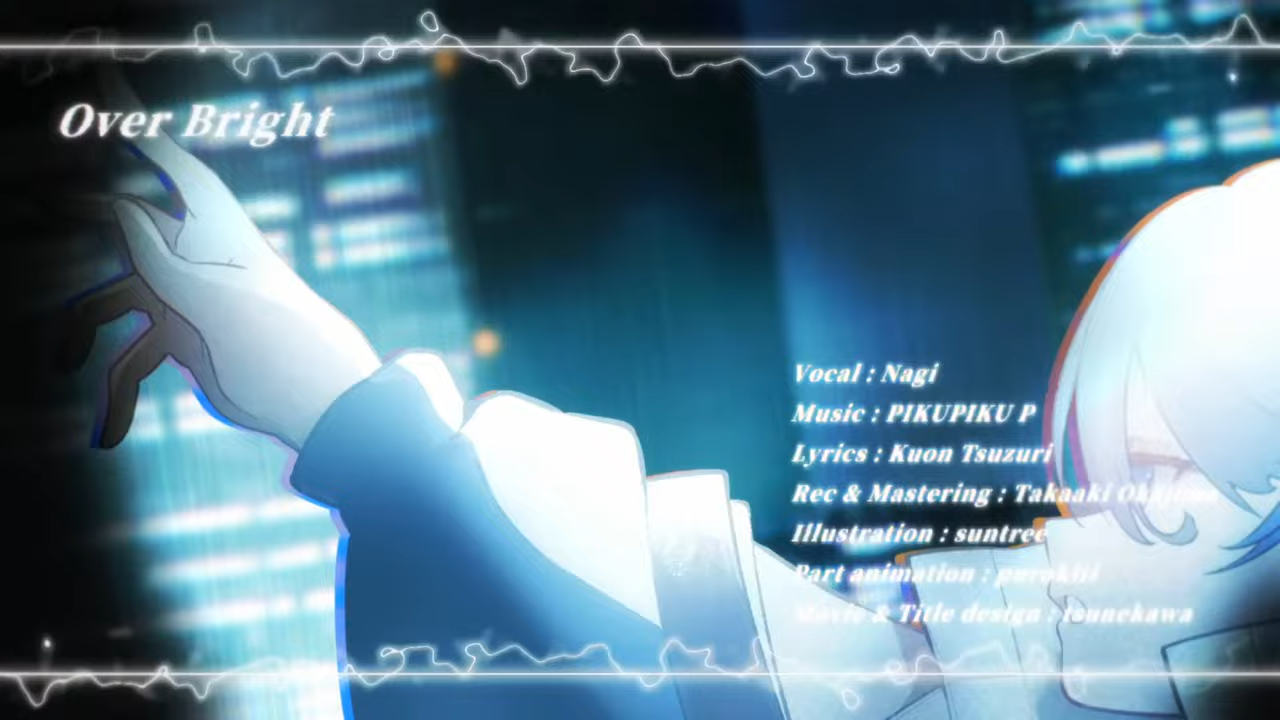 Over Bright
Vocal : Nagi
Music : PIKUPIKU P
Lyrics : Kuon Tsuzuri
Rec & Mastering : Takaaki
Illustration : suntree
Part animation :
Movie & Title design : tsunekawa